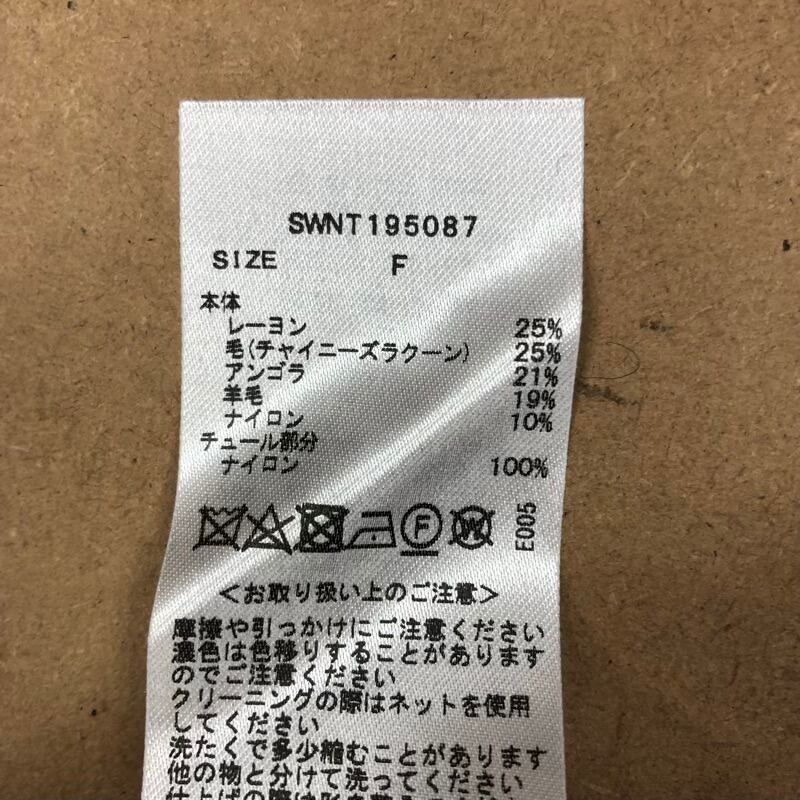 SWNT195087
SIZE F
本体
レーヨン 25%
毛(チャイニーズラクーン) 25%
アンゴラ 21%
羊毛 19%
ナイロン 10%
チュール部分
ナイロン 100%
F W E005
<お取り扱い上のご注意>
摩擦や引っかけにご注意ください
濃色は色移りすることがあります
のでご注意ください
クリーニングの際はネットを使用
してください
洗たくで多少縮むことがあります
他の物と分けて洗ってください